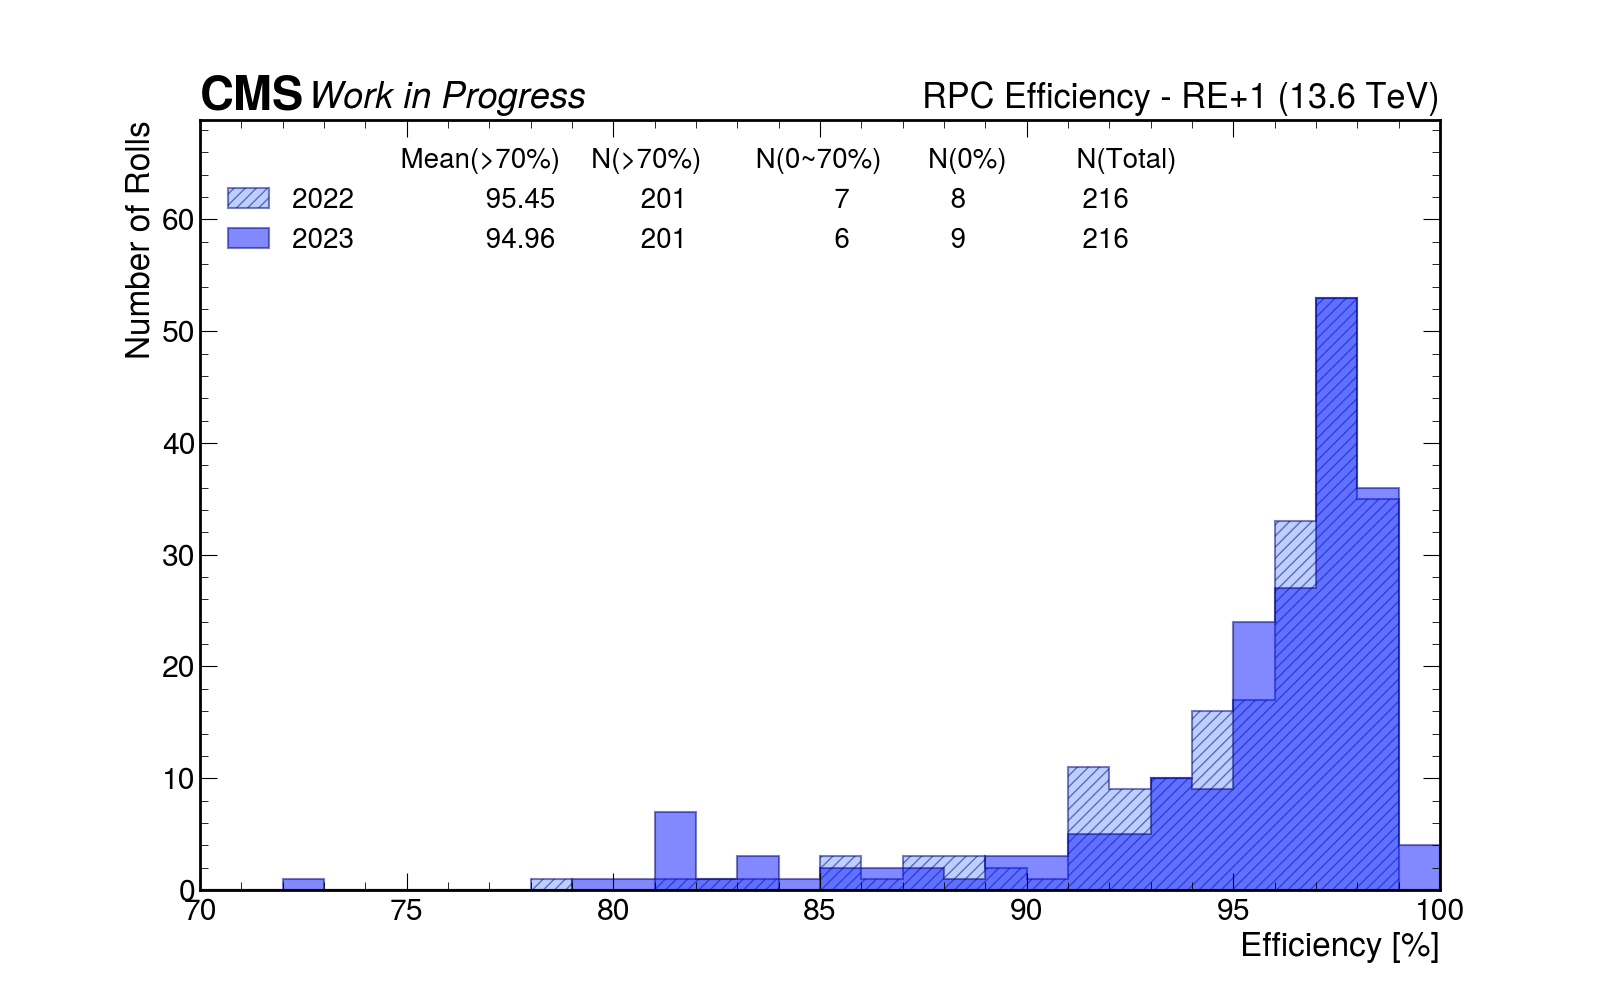 CMS Work in Progress RPC Efficiency - RE+1 (13.6 TeV)
Number of Rolls
Mean(>70%) N(>70%) N(0~70%) N(0%) N(Total)
2022 95.45 201 7 8 216
2023 94.96 201 6 9 216
60
50
40
30
20
10
0
70 75 80 85 90 95 100
Efficiency [%]